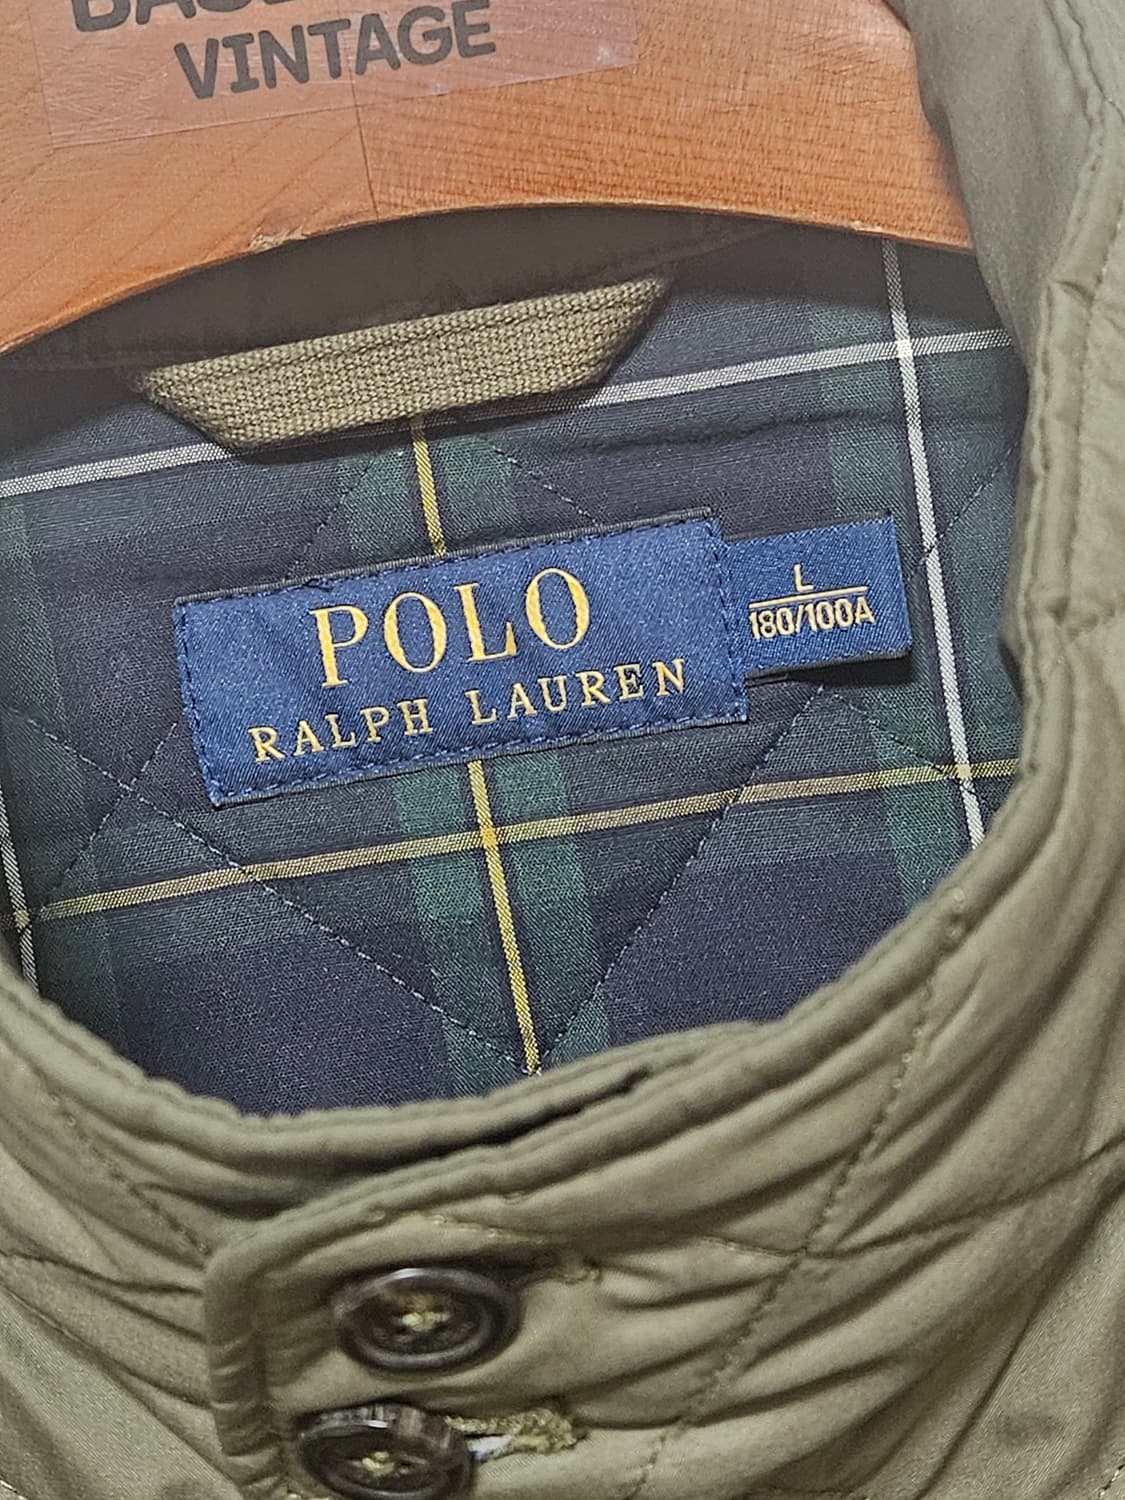 VINTAGE
POLO
RALPH LAUREN
L
180/100A